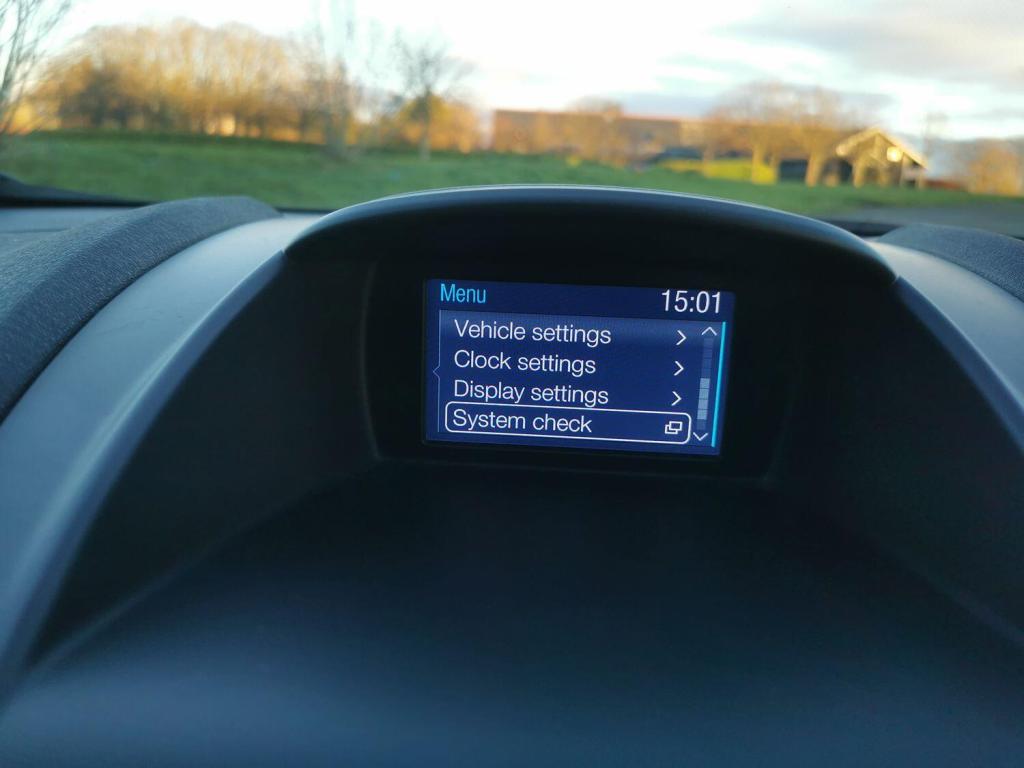 Menu 15:01
Vehicle settings
Clock settings
Display settings
System check